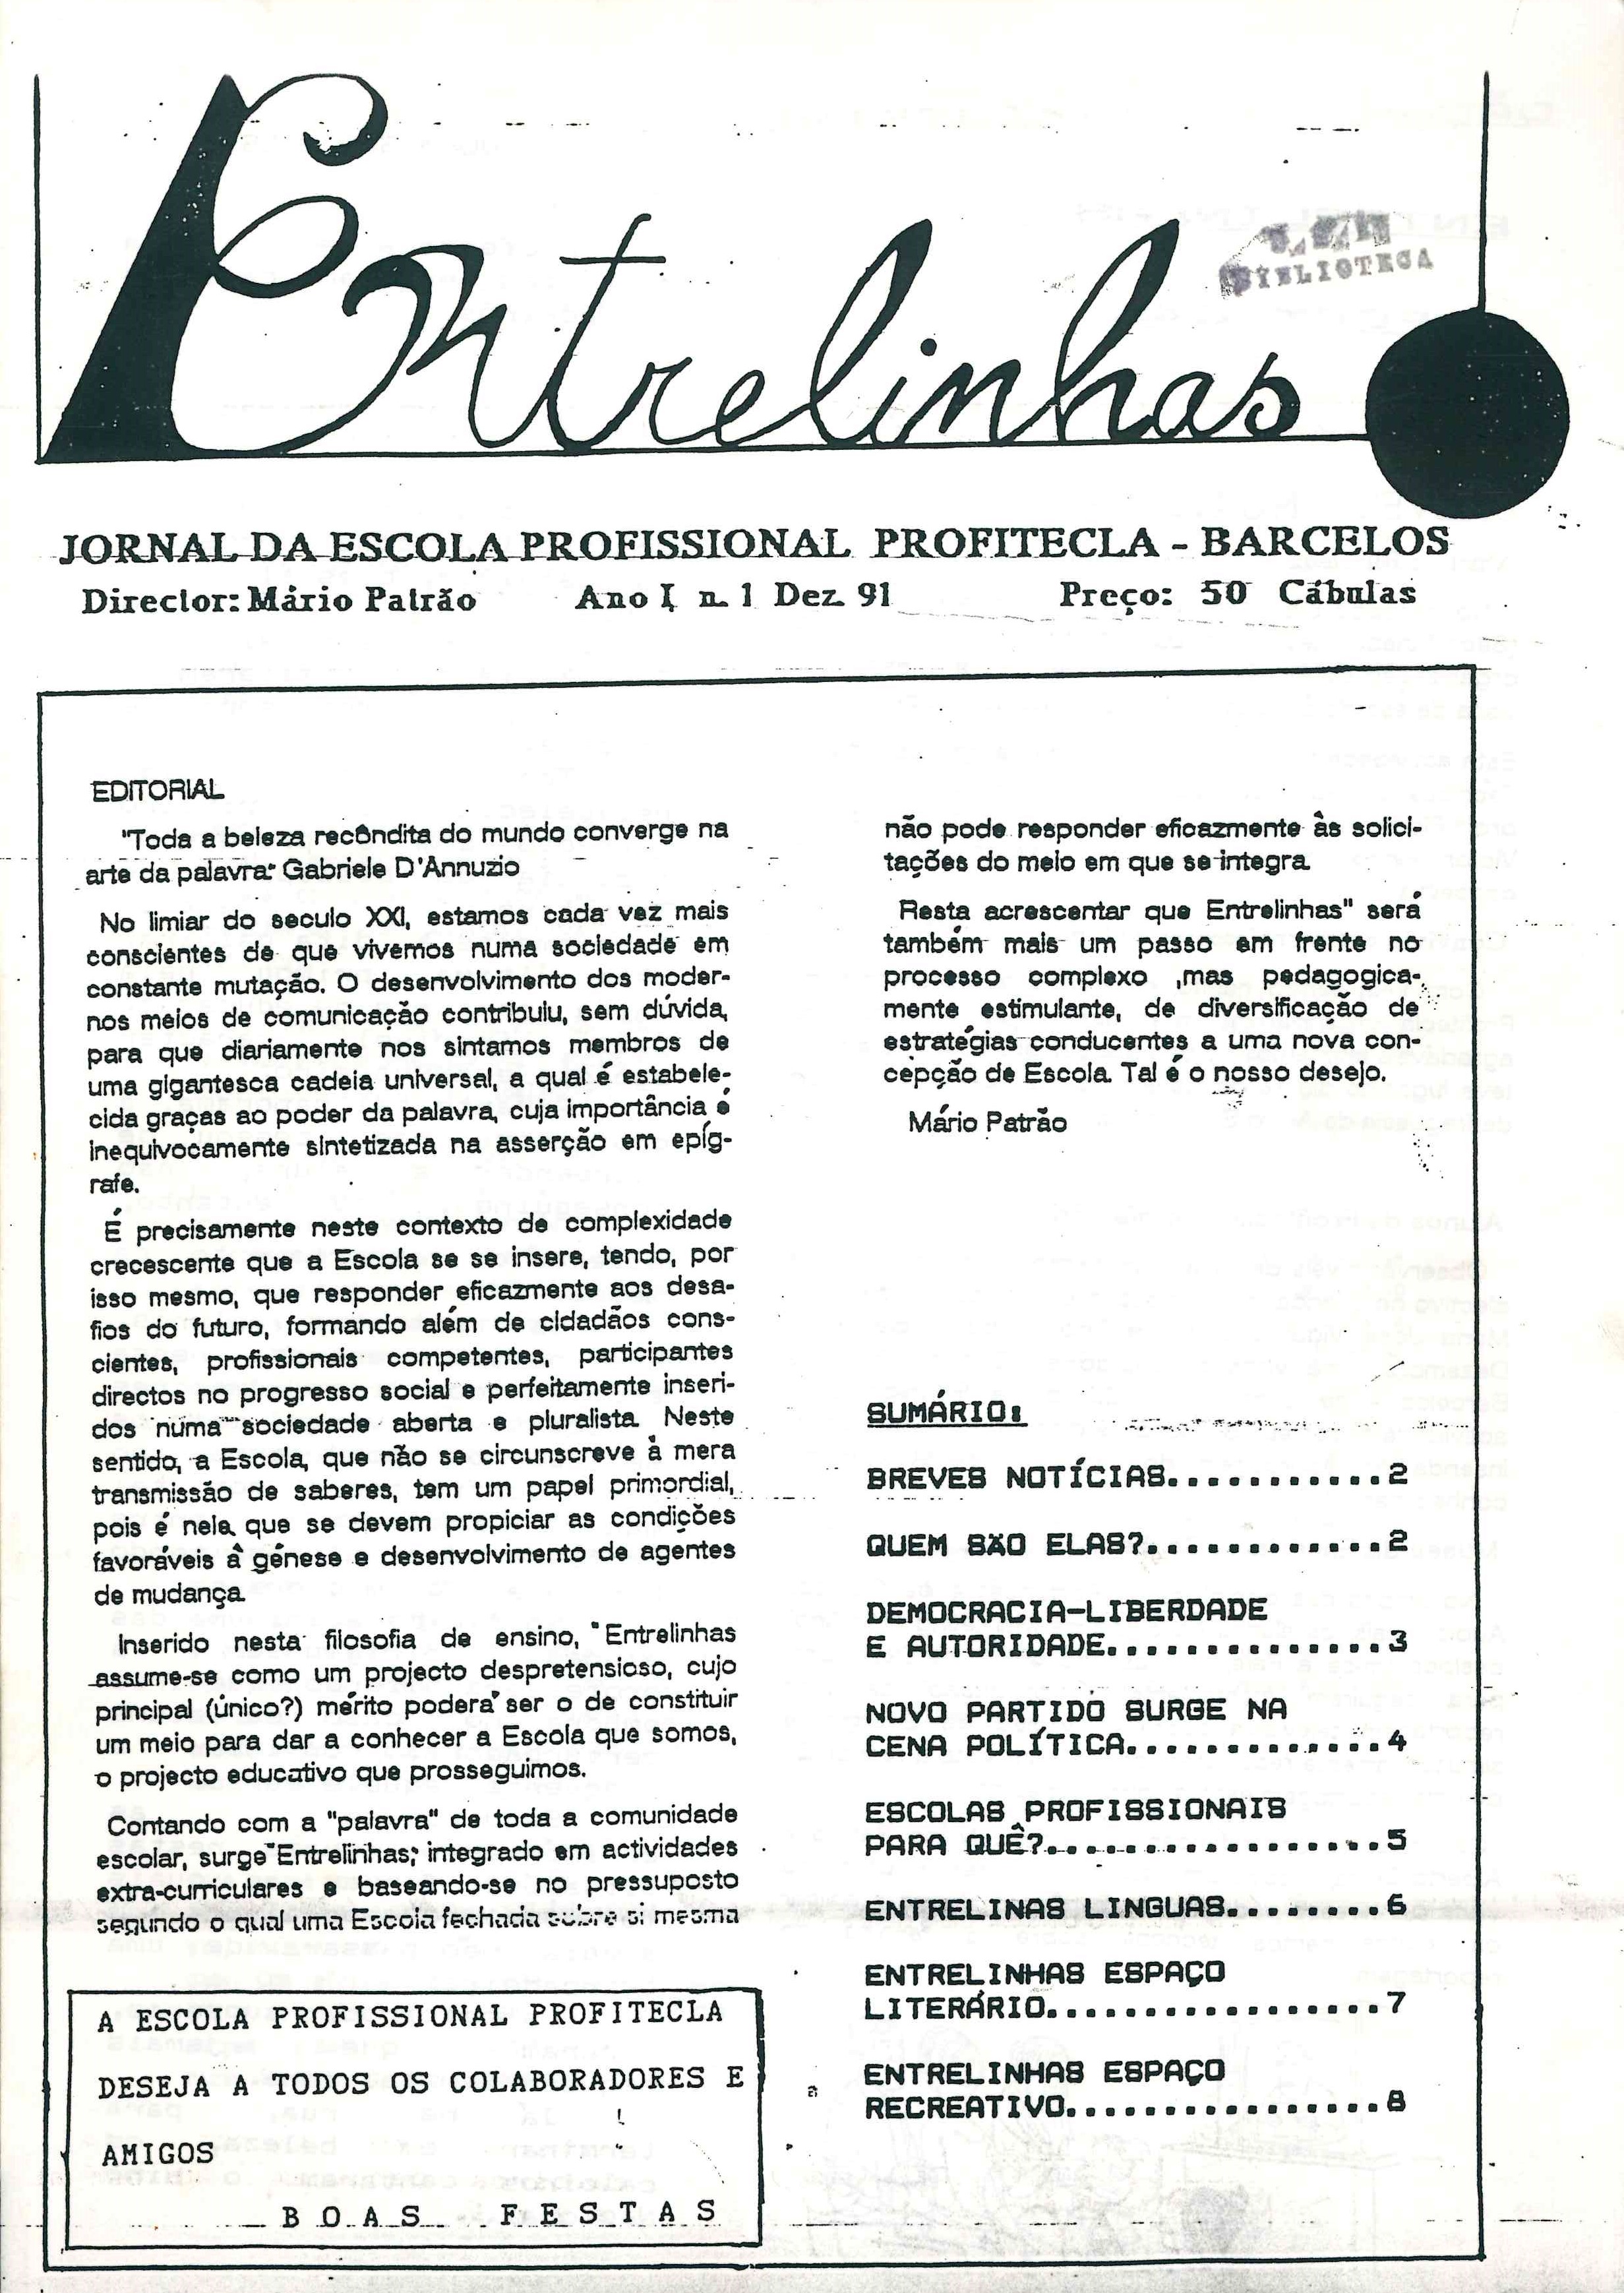 Entrelinhas
BIBLIOTECA
JORNAL DA ESCOLA PROFISSIONAL PROFITECLA - BARCELOS
Director: Mário Patrão Ano I n. 1 Dez. 91 Preço: 50 Cábulas
EDITORIAL
"Toda a beleza recôndita do mundo converge na
arte da palavra" Gabriele D'Annuzio
No limiar do seculo XXI, estamos cada vez mais
conscientes de que vivemos numa sociedade em
constante mutação. O desenvolvimento dos moder-
nos meios de comunicação contribuiu, sem dúvida,
para que diariamente nos sintamos membros de
uma gigantesca cadeia universal, a qual é estabele-
cida graças ao poder da palavra, cuja importância é
inequivocamente sintetizada na asserção em epíg-
rafe.
É precisamente neste contexto de complexidade
crecescente que a Escola se se insere, tendo, por
isso mesmo, que responder eficazmente aos desa-
fios do futuro, formando além de cidadãos cons-
cientes, profissionais competentes, participantes
directos no progresso social e perfeitamente inseri-
dos numa sociedade aberta e pluralista. Neste
sentido, a Escola, que não se circunscreve à mera
transmissão de saberes, tem um papel primordial,
pois é nela que se devem propiciar as condições
favoráveis à génese e desenvolvimento de agentes
de mudança.
Inserido nesta filosofia de ensino, "Entrelinhas
assume-se como um projecto despretensioso, cujo
principal (único?) mérito poderá ser o de constituir
um meio para dar a conhecer a Escola que somos,
o projecto educativo que prosseguimos.
Contando com a "palavra" de toda a comunidade
escolar, surge "Entrelinhas; integrado em actividades
extra-curriculares e baseando-se no pressuposto
segundo o qual uma Escola fechada sobre si mesma
não pode responder eficazmente às solici-
tações do meio em que se integra.
Resta acrescentar que Entrelinhas" será
também mais um passo em frente no
processo complexo ,mas pedagogica-
mente estimulante, de diversificação de
estratégias conducentes a uma nova con-
cepção de Escola. Tal é o nosso desejo.
Mário Patrão
SUMÁRIO:
BREVES NOTÍCIAS...........2
QUEM SÃO ELAS?............2
DEMOCRACIA-LIBERDADE
E AUTORIDADE..............3
NOVO PARTIDO SURGE NA
CENA POLÍTICA.............4
ESCOLAS PROFISSIONAIS
PARA QUÊ?.................5
ENTRELINAS LINGUAS........6
ENTRELINHAS ESPAÇO
LITERÁRIO.................7
ENTRELINHAS ESPAÇO
RECREATIVO................8
A ESCOLA PROFISSIONAL PROFITECLA
DESEJA A TODOS OS COLABORADORES E
AMIGOS
B O A S F E S T A S